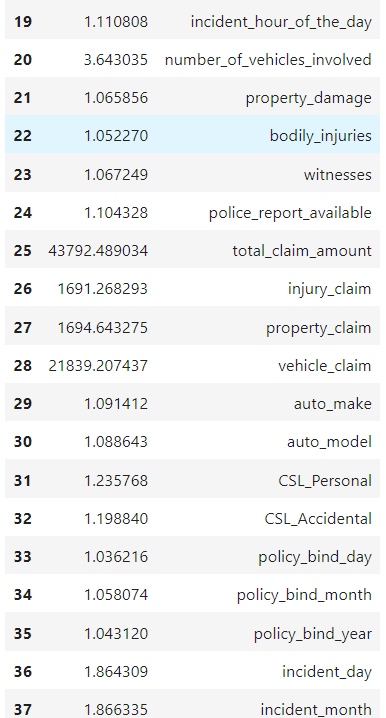 19 1.110808 incident_hour_of_the_day
20 3.643035 number_of_vehicles_involved
21 1.065856 property_damage
22 1.052270 bodily_injuries
23 1.067249 witnesses
24 1.104328 police_report_available
25 43792.489034 total_claim_amount
26 1691.268293 injury_claim
27 1694.643275 property_claim
28 21839.207437 vehicle_claim
29 1.091412 auto_make
30 1.088643 auto_model
31 1.235768 CSL_Personal
32 1.198840 CSL_Accidental
33 1.036216 policy_bind_day
34 1.058074 policy_bind_month
35 1.043120 policy_bind_year
36 1.864309 incident_day
37 1.866335 incident_month